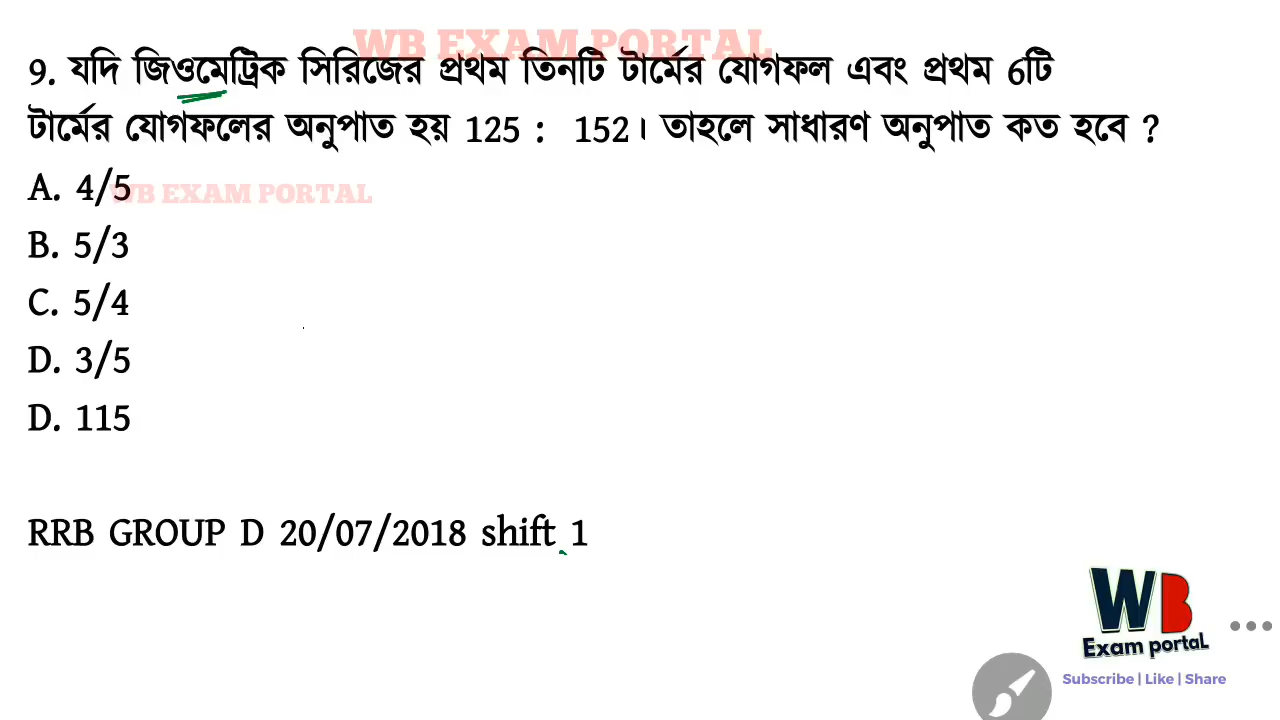 WB EXAM PORTAL
9. যদি জিওমেট্রিক সিরিজের প্রথম তিনটি টার্মের যোগফল এবং প্রথম 6টি
টার্মের যোগফলের অনুপাত হয় 125 : 152। তাহলে সাধারণ অনুপাত কত হবে ?
A. 4/5
WB EXAM PORTAL
B. 5/3
C. 5/4
D. 3/5
D. 115
RRB GROUP D 20/07/2018 shift 1
WB
Exam portaL
Subscribe | Like | Share